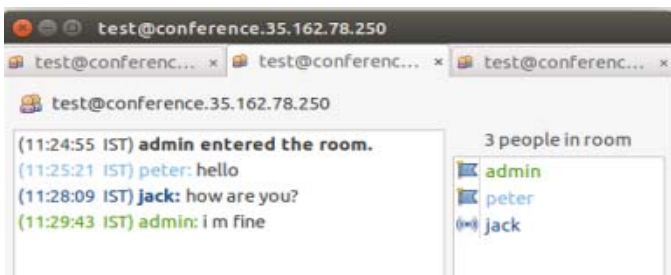 test@conference.35.162.78.250
test@conferenc... × test@conferenc... × test@conferenc... ×
test@conference.35.162.78.250
(11:24:55 IST) admin entered the room.
(11:25:21 IST) peter: hello
(11:28:09 IST) jack: how are you?
(11:29:43 IST) admin: i m fine
3 people in room
admin
peter
jack